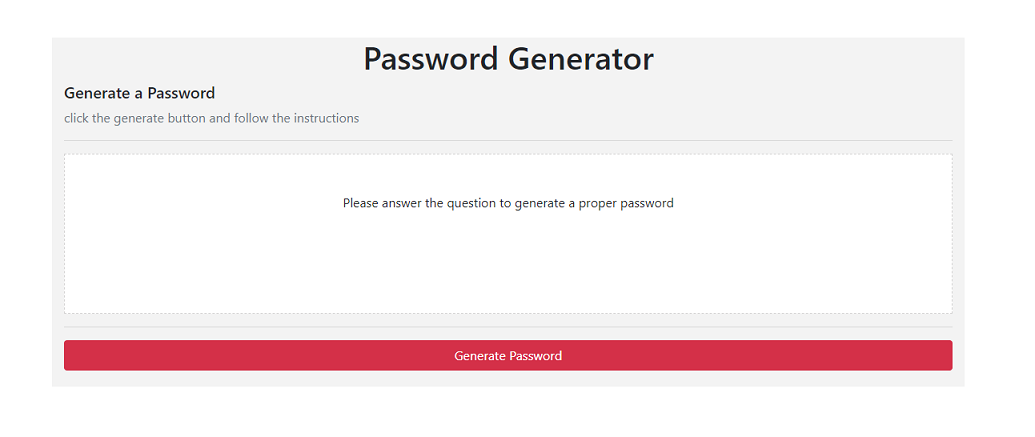 Password Generator
Generate a Password
click the generate button and follow the instructions
Please answer the question to generate a proper password
Generate Password